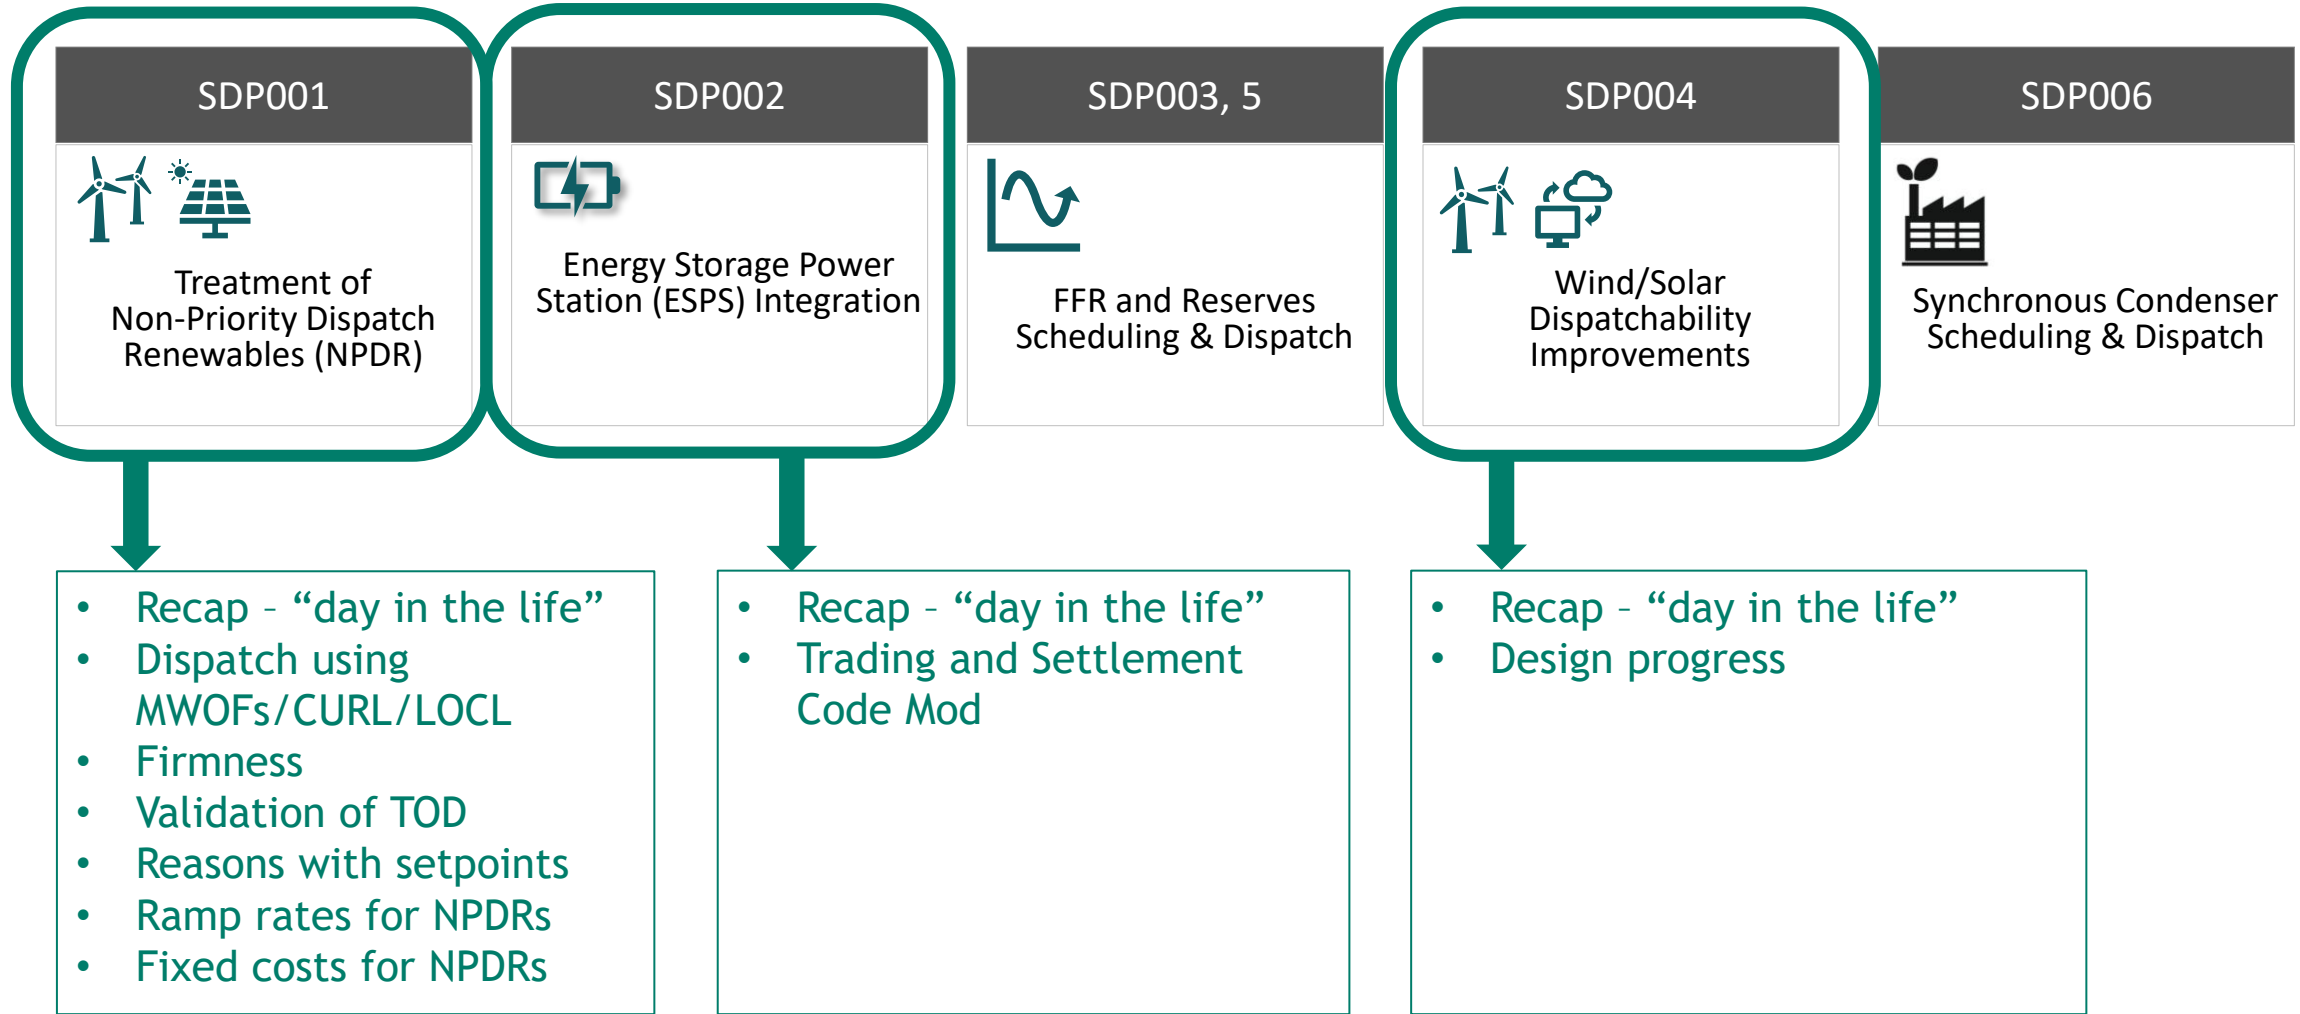 SDP001
Treatment of
Non-Priority Dispatch
Renewables (NPDR)
SDP002
Energy Storage Power
Station (ESPS) Integration
SDP003, 5
FFR and Reserves
Scheduling & Dispatch
SDP004
Wind/Solar
Dispatchability
Improvements
SDP006
Synchronous Condenser
Scheduling & Dispatch
• Recap – “day in the life”
• Dispatch using
MWOFs/CURL/LOCL
• Firmness
• Validation of TOD
• Reasons with setpoints
• Ramp rates for NPDRs
• Fixed costs for NPDRs
• Recap – “day in the life”
• Trading and Settlement
Code Mod
• Recap – “day in the life”
• Design progress